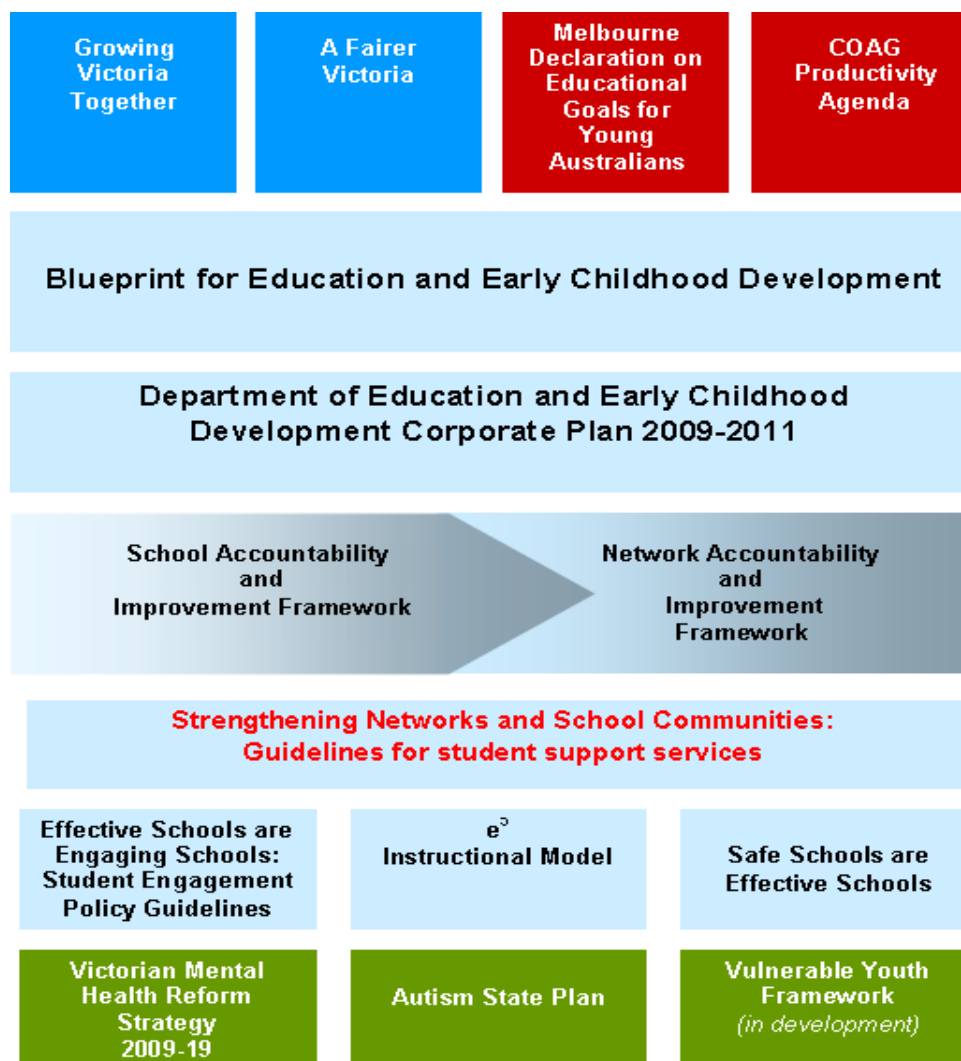 Growing
Victoria
Together
A Fairer
Victoria
Melbourne
Declaration on
Educational
Goals for
Young
Australians
COAG
Productivity
Agenda
Blueprint for Education and Early Childhood Development
Department of Education and Early Childhood
Development Corporate Plan 2009-2011
School Accountability
and
Improvement Framework
Network Accountability
and
Improvement
Framework
Strengthening Networks and School Communities:
Guidelines for student support services
Effective Schools are
Engaging Schools:
Student Engagement
Policy Guidelines
e⁵
Instructional Model
Safe Schools are
Effective Schools
Victorian Mental
Health Reform
Strategy
2009-19
Autism State Plan
Vulnerable Youth
Framework
(in development)